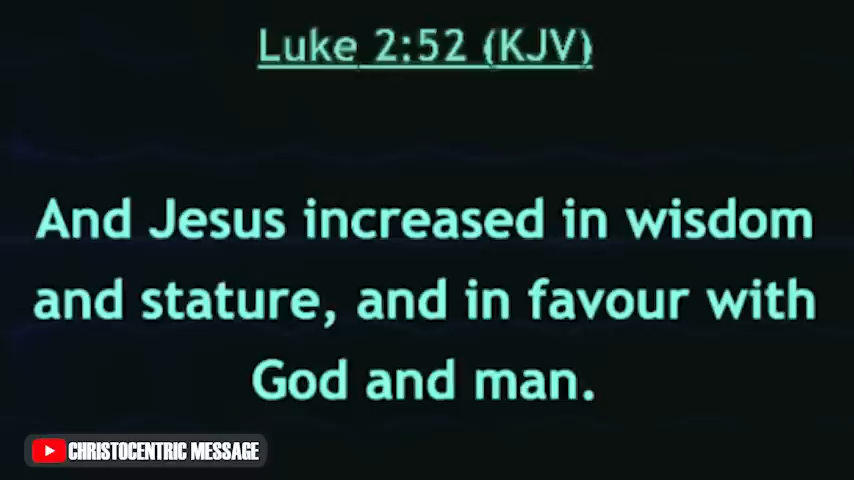 Luke 2:52 (KJV)
And Jesus increased in wisdom
and stature, and in favour with
God and man.
CHRISTOCENTRIC MESSAGE